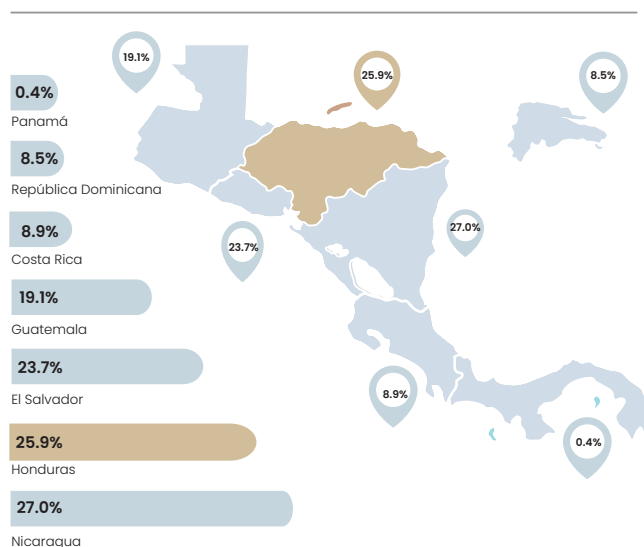 0.4%
Panamá
8.5%
República Dominicana
8.9%
Costa Rica
19.1%
Guatemala
23.7%
El Salvador
25.9%
Honduras
27.0%
Nicaragua
19.1%
25.9%
8.5%
27.0%
23.7%
8.9%
0.4%